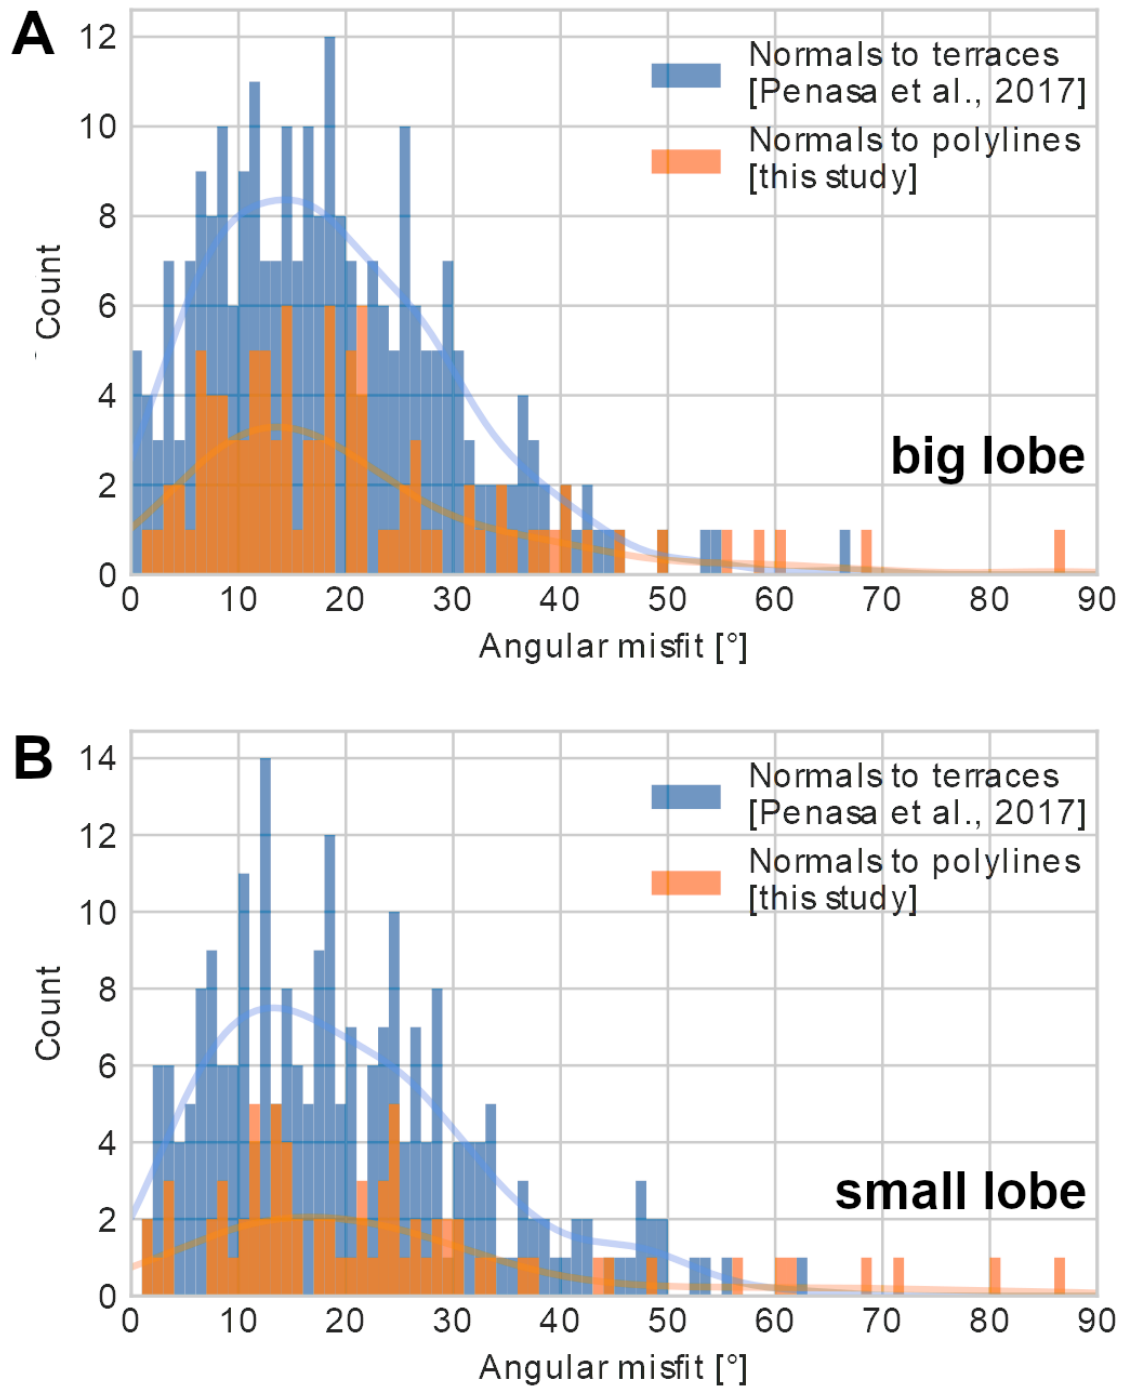 A
12
10
8
6
4
2
0
Count
Normals to terraces
[Penasa et al., 2017]
Normals to polylines
[this study]
big lobe
0 10 20 30 40 50 60 70 80 90
Angular misfit [°]
B
14
12
10
8
6
4
2
0
Count
Normals to terraces
[Penasa et al., 2017]
Normals to polylines
[this study]
small lobe
0 10 20 30 40 50 60 70 80 90
Angular misfit [°]